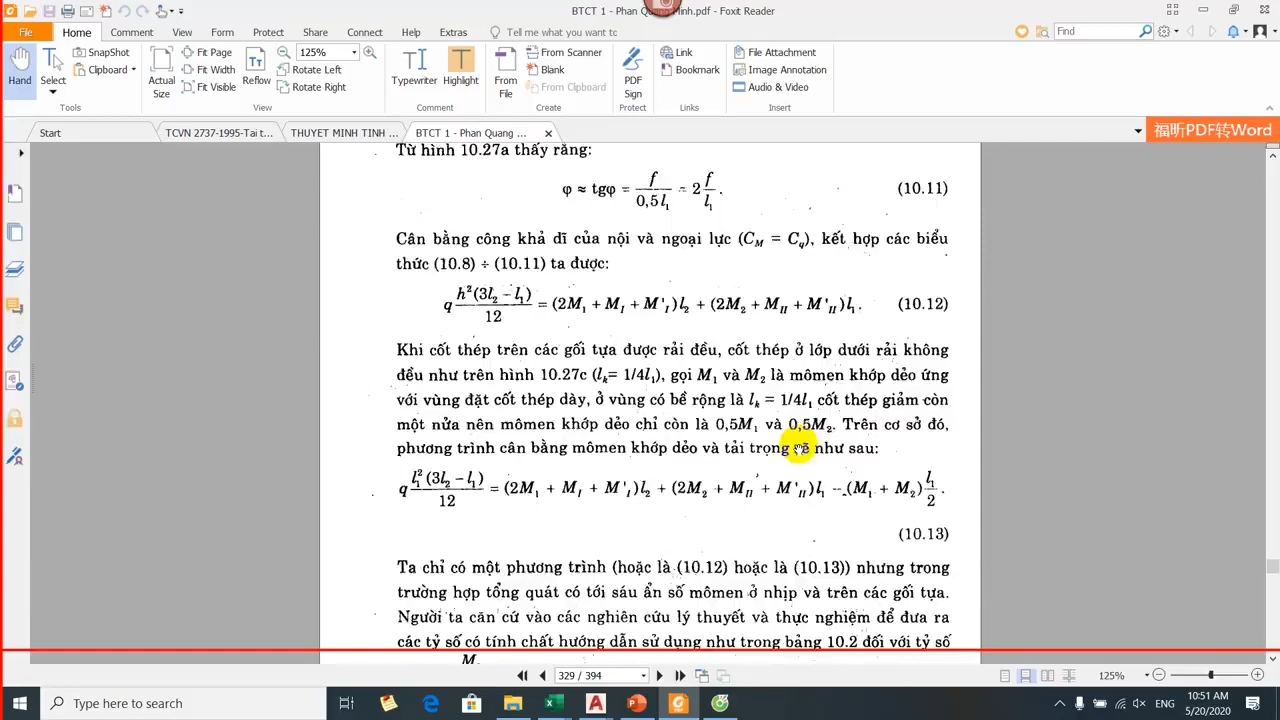 BTCT 1 - Phan Quang Minh.pdf - Foxit Reader
File Home Comment View Form Protect Share Connect Help Extras Tell me what you want to Find
Hand Select SnapShot Clipboard Actual Size Fit Page Fit Width Fit Visible Reflow 125% Rotate Left Rotate Right Typewriter Highlight From File From Scanner Blank From Clipboard PDF Sign Link Bookmark File Attachment Image Annotation Audio & Video
Tools View Comment Create Protect Links Insert
Start TCVN 2737-1995-Tai t... THUYET MINH TINH ... BTCT 1 - Phan Quang ... 福昕PDF转Word
Từ hình 10.27a thấy rằng:
φ ≈ tgφ = f / 0,5l₁ = 2 f / l₁ . (10.11)
Cân bằng công khả dĩ của nội và ngoại lực (C_M = C_q), kết hợp các biểu
thức (10.8) ÷ (10.11) ta được:
q h²(3l₂ – l₁) / 12 = (2M₁ + M_I + M'_I)l₂ + (2M₂ + M_II + M'_II)l₁. (10.12)
Khi cốt thép trên các gối tựa được rải đều, cốt thép ở lớp dưới rải không
đều như trên hình 10.27c (l_k= 1/4l₁), gọi M₁ và M₂ là mômen khớp dẻo ứng
với vùng đặt cốt thép dày, ở vùng có bề rộng là l_k = 1/4l₁ cốt thép giảm còn
một nửa nên mômen khớp dẻo chỉ còn là 0,5M₁ và 0,5M₂. Trên cơ sở đó,
phương trình cân bằng mômen khớp dẻo và tải trọng sẽ như sau:
q l₁²(3l₂ – l₁) / 12 = (2M₁ + M_I + M'_I)l₂ + (2M₂ + M_II + M'_II)l₁ – (M₁ + M₂) l₁ / 2 .
(10.13)
Ta chỉ có một phương trình (hoặc là (10.12) hoặc là (10.13)) nhưng trong
trường hợp tổng quát có tới sáu ẩn số mômen ở nhịp và trên các gối tựa.
Người ta căn cứ vào các nghiên cứu lý thuyết và thực nghiệm để đưa ra
các tỷ số có tính chất hướng dẫn sử dụng như trong bảng 10.2 đối với tỷ số
329 / 394 125%
Type here to search ENG 10:51 AM
5/20/2020